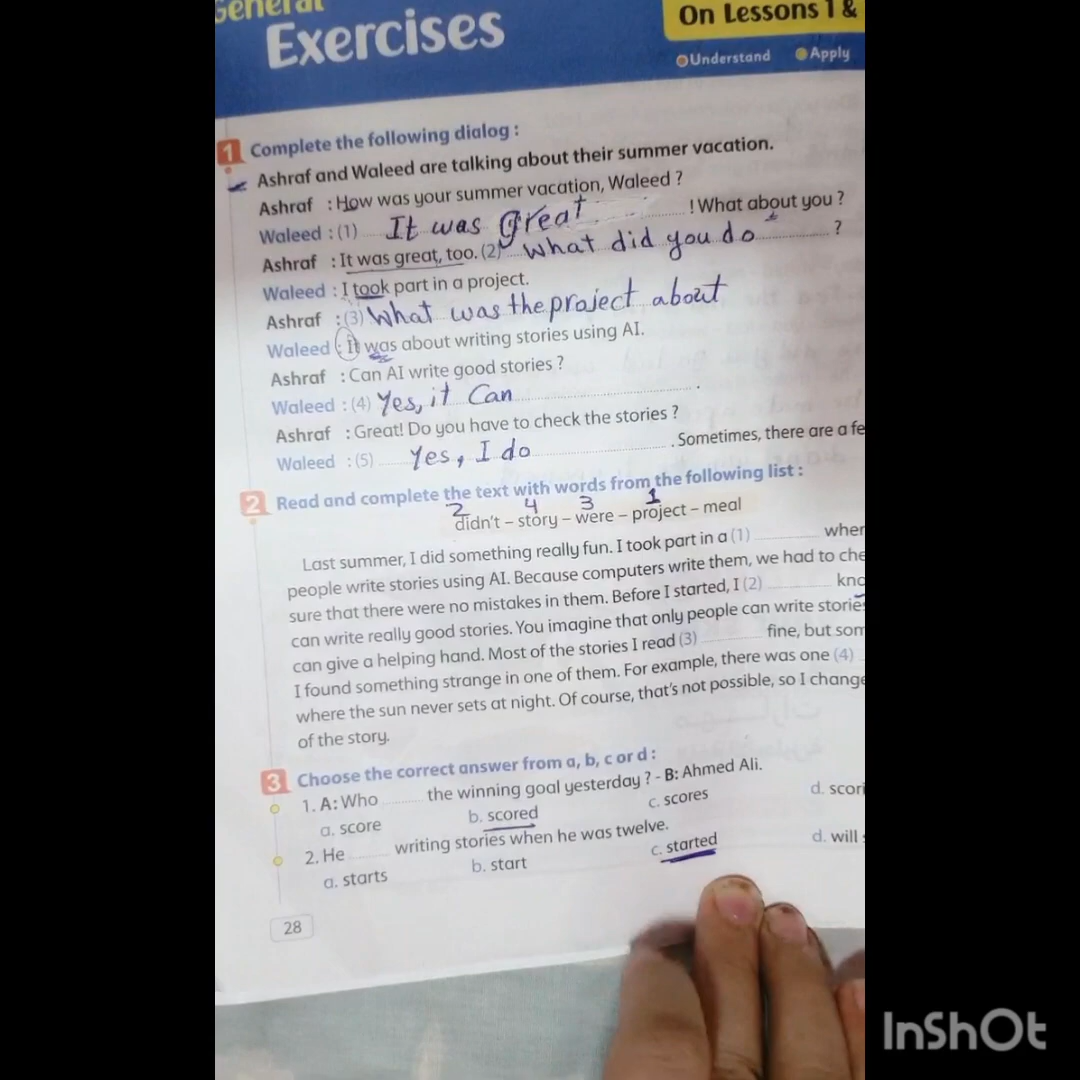 General
Exercises
On Lessons 1 &
Understand Apply
1 Complete the following dialog :
Ashraf and Waleed are talking about their summer vacation.
Ashraf : How was your summer vacation, Waleed ?
Waleed : (1) It was great ! What about you ?
Ashraf : It was great, too. (2) What did you do ?
Waleed : I took part in a project.
Ashraf : (3) What was the project about
Waleed : It was about writing stories using AI.
Ashraf : Can AI write good stories ?
Waleed : (4) Yes, it Can .
Ashraf : Great! Do you have to check the stories ?
Waleed : (5) Yes, I do . Sometimes, there are a fe
2 Read and complete the text with words from the following list :
2 4 3 1
didn't – story – were – project – meal
Last summer, I did something really fun. I took part in a (1) wher
people write stories using AI. Because computers write them, we had to che
sure that there were no mistakes in them. Before I started, I (2) kno
can write really good stories. You imagine that only people can write stories
can give a helping hand. Most of the stories I read (3) fine, but som
I found something strange in one of them. For example, there was one (4)
where the sun never sets at night. Of course, that's not possible, so I change
of the story.
3 Choose the correct answer from a, b, c or d :
1. A: Who the winning goal yesterday ? - B: Ahmed Ali.
a. score b. scored c. scores d. scori
2. He writing stories when he was twelve.
a. starts b. start c. started d. will
28
InShOt